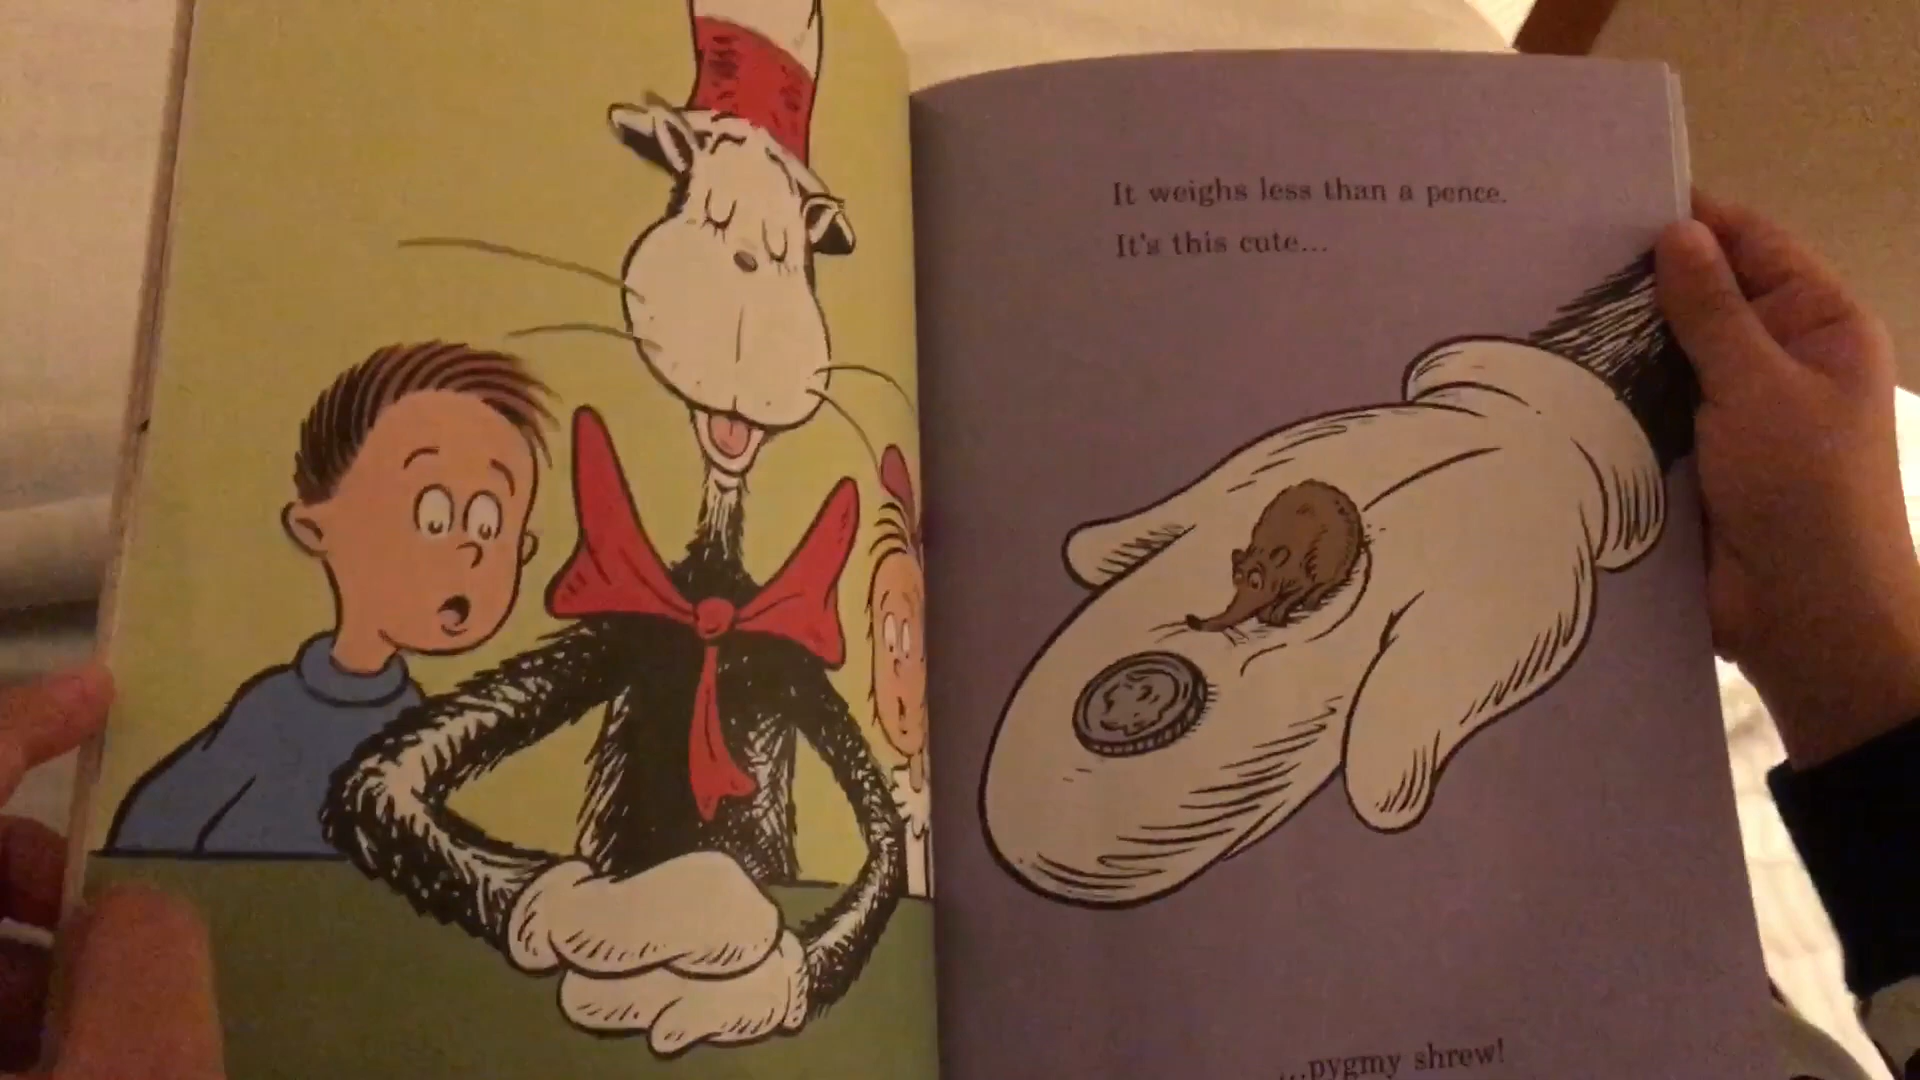 It weighs less than a pence.
It's this cute...
...pygmy shrew!